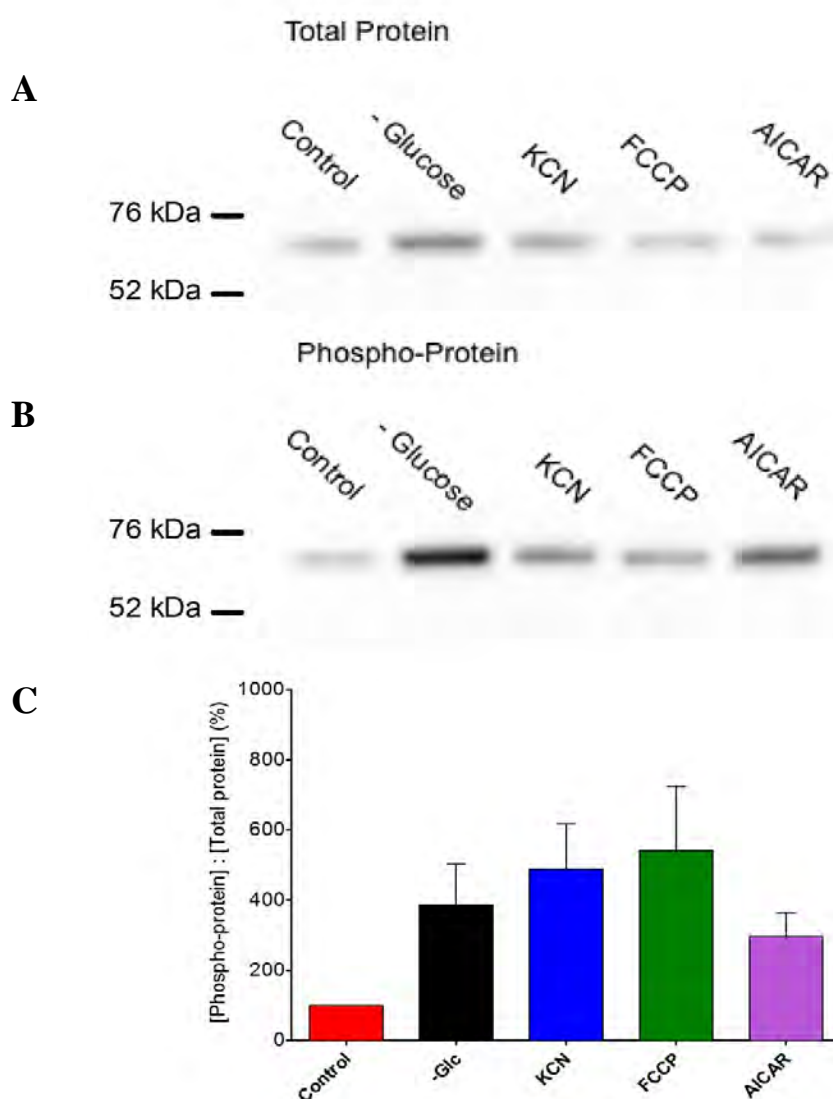 Total Protein
A
Control
- Glucose
KCN
FCCP
AICAR
76 kDa
52 kDa
Phospho-Protein
B
Control
- Glucose
KCN
FCCP
AICAR
76 kDa
52 kDa
C
[Phospho-protein] : [Total protein] (%)
1000
800
600
400
200
0
Control
-Glc
KCN
FCCP
AICAR